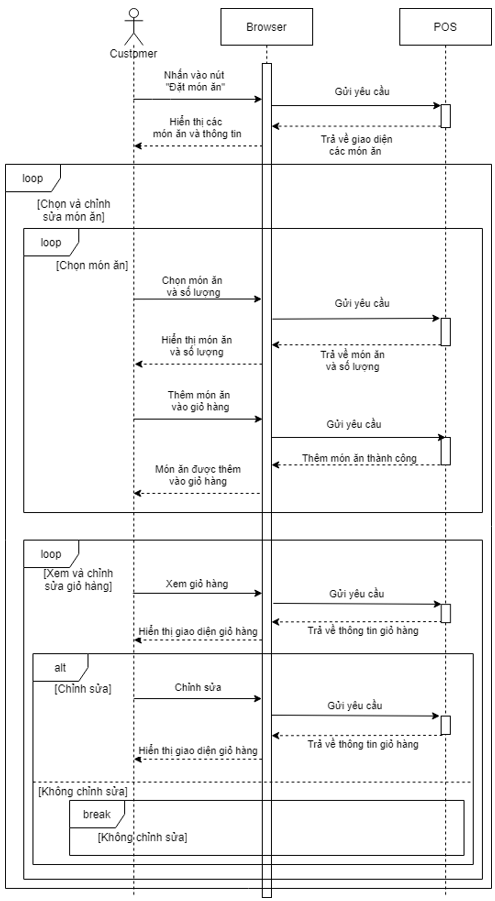 Browser
POS
Customer
Nhấn vào nút
"Đặt món ăn"
Gửi yêu cầu
Hiển thị các
món ăn và thông tin
Trả về giao diện
các món ăn
loop
[Chọn và chỉnh
sửa món ăn]
loop
[Chọn món ăn]
Chọn món ăn
và số lượng
Gửi yêu cầu
Hiển thị món ăn
và số lượng
Trả về món ăn
và số lượng
Thêm món ăn
vào giỏ hàng
Gửi yêu cầu
Thêm món ăn thành công
Món ăn được thêm
vào giỏ hàng
loop
[Xem và chỉnh
sửa giỏ hàng]
Xem giỏ hàng
Gửi yêu cầu
Hiển thị giao diện giỏ hàng
Trả về thông tin giỏ hàng
alt
[Chỉnh sửa]
Chỉnh sửa
Gửi yêu cầu
Hiển thị giao diện giỏ hàng
Trả về thông tin giỏ hàng
[Không chỉnh sửa]
break
[Không chỉnh sửa]